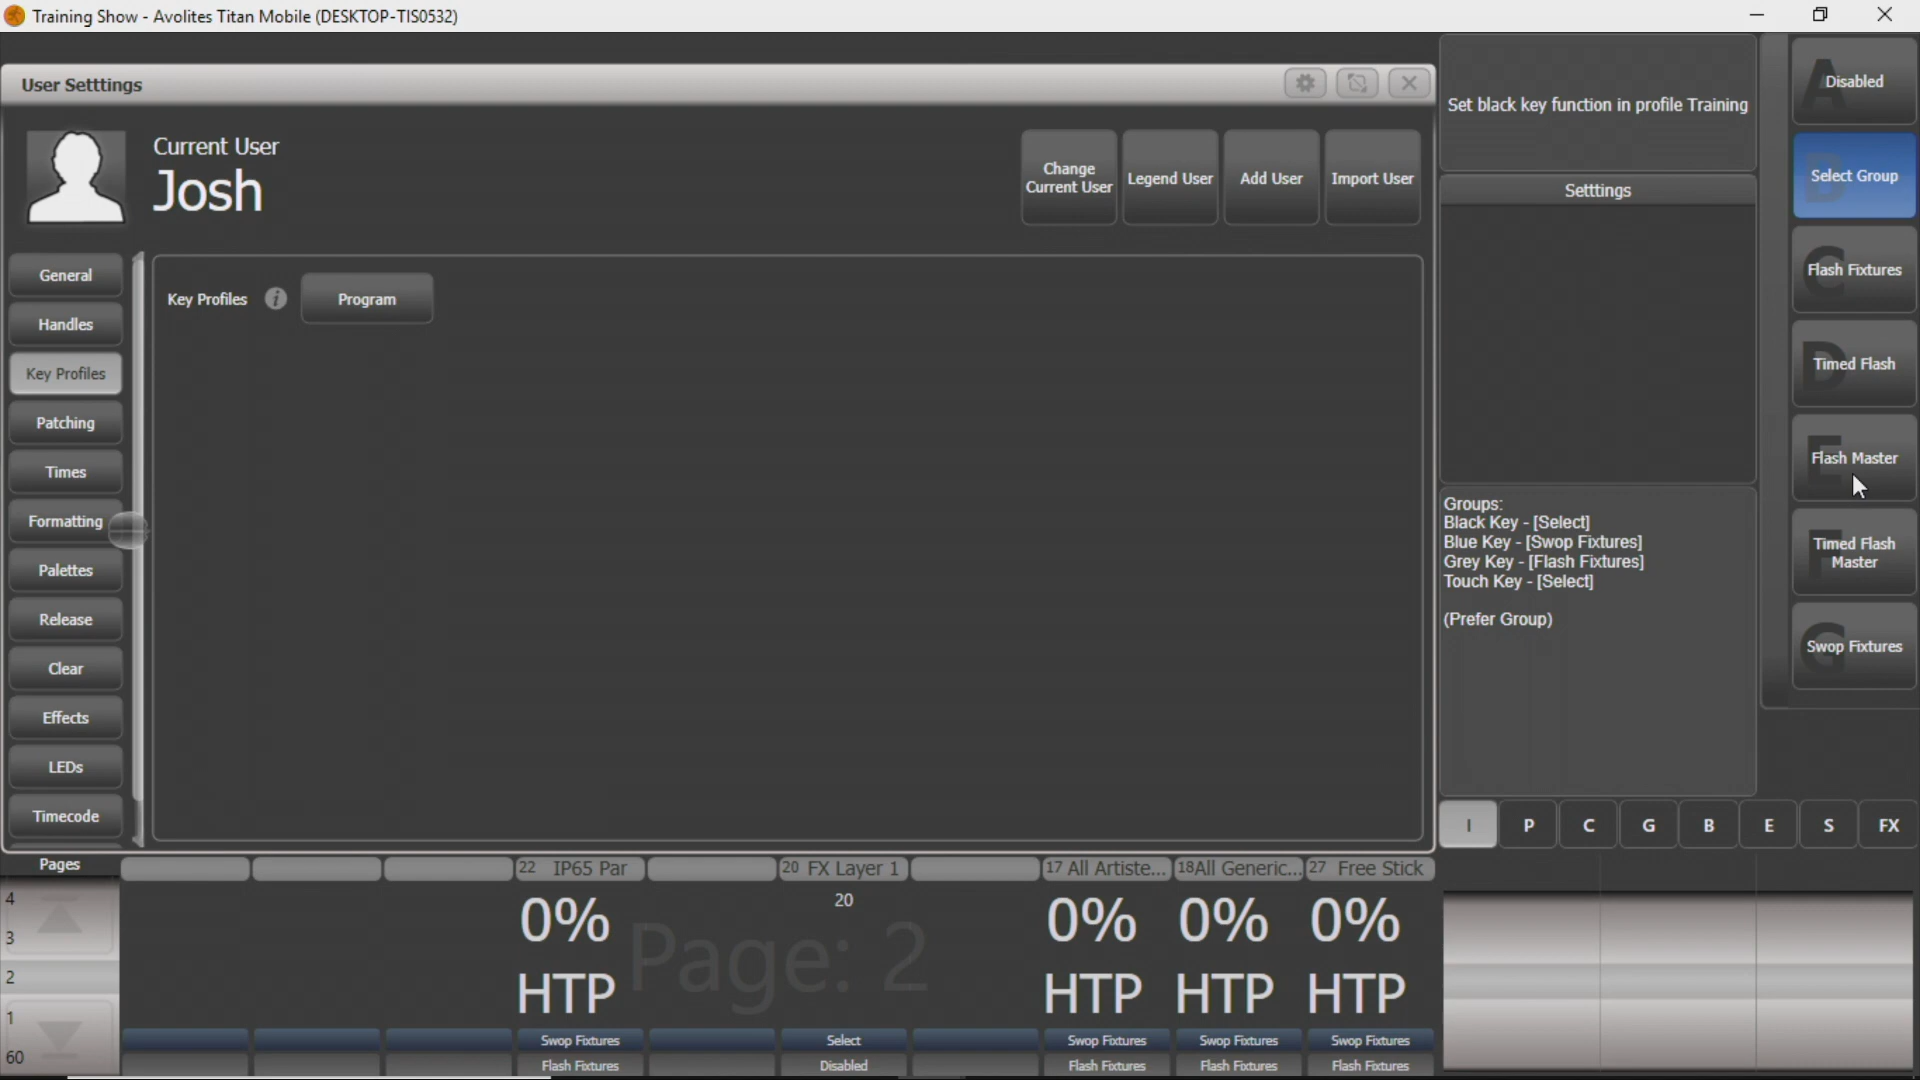 Training Show - Avolites Titan Mobile (DESKTOP-TIS0532)
User Setttings
Current User
Josh
Change
Current User
Legend User
Add User
Import User
General
Handles
Key Profiles
Patching
Times
Formatting
Palettes
Release
Clear
Effects
LEDs
Timecode
Key Profiles
i
Program
Set black key function in profile Training
Setttings
Groups:
Black Key - [Select]
Blue Key - [Swop Fixtures]
Grey Key - [Flash Fixtures]
Touch Key - [Select]
(Prefer Group)
A Disabled
B Select Group
C Flash Fixtures
D Timed Flash
E Flash Master
F Timed Flash
Master
G Swop Fixtures
I P C G B E S FX
Pages
4
3
2
1
60
22 IP65 Par
20 FX Layer 1
17 All Artiste...
18 All Generic...
27 Free Stick
20
0% 0% 0% 0%
Page: 2
HTP HTP HTP HTP
Swop Fixtures Select Swop Fixtures Swop Fixtures Swop Fixtures
Flash Fixtures Disabled Flash Fixtures Flash Fixtures Flash Fixtures